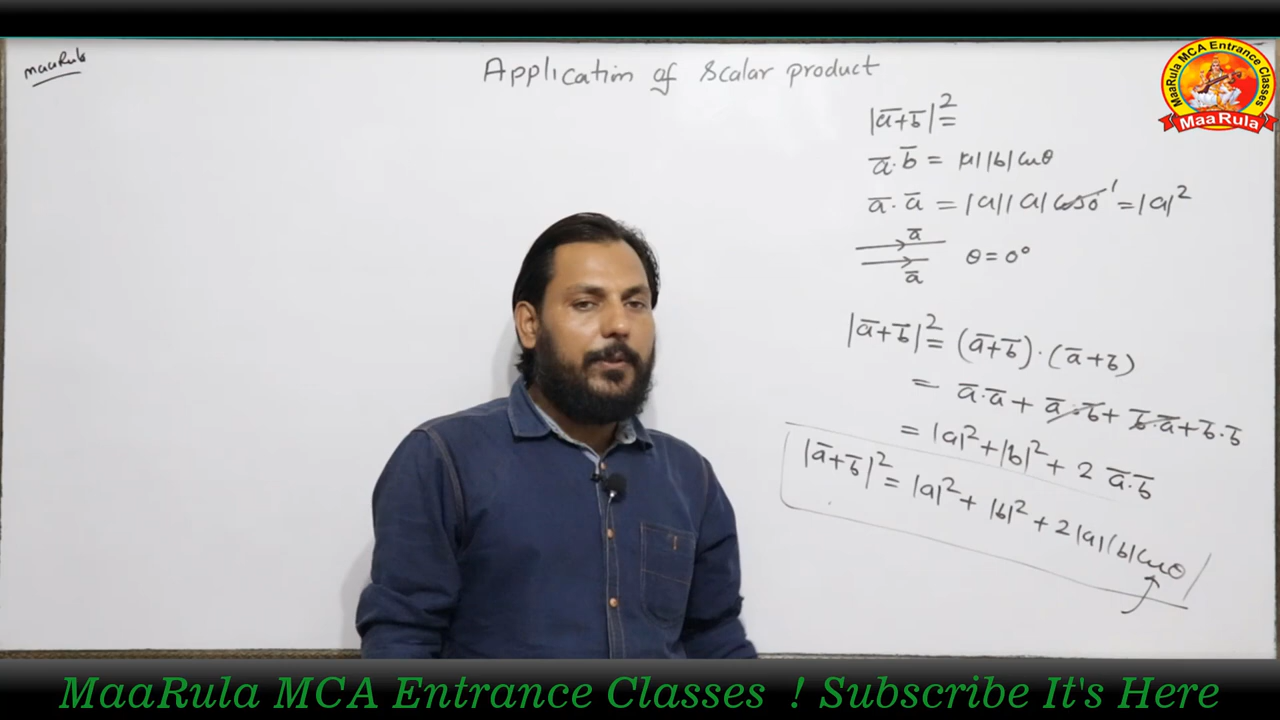 maaRula
Application of Scalar product
MaaRula MCA Entrance Classes
MaaRula
|a̅+b̅|²=
a̅.b̅ = |a||b|cosθ
a̅.a̅ = |a||a|cos0° 1 =|a|²
a̅
a̅
θ=0°
|a̅+b̅|²= (a̅+b̅).(a̅+b̅)
= a̅.a̅+ a̅.b̅+ b̅.a̅+b̅.b̅
= |a|²+|b|²+ 2 a̅.b̅
|a̅+b̅|²= |a|²+ |b|²+2|a||b|cosθ
MaaRula MCA Entrance Classes ! Subscribe It's Here